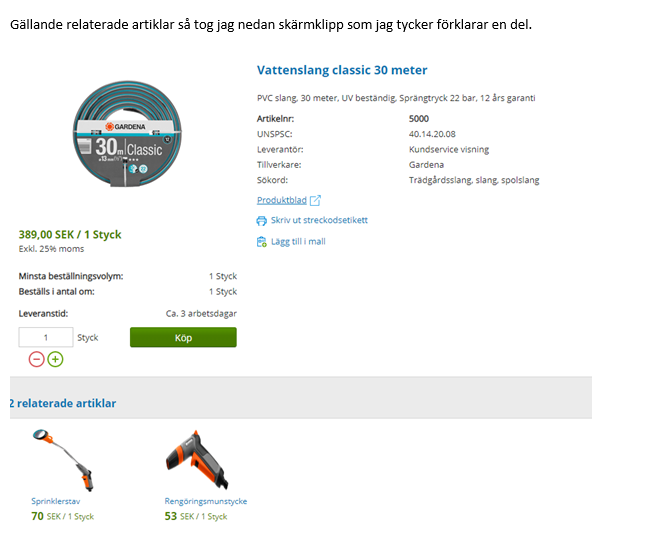 Gällande relaterade artiklar så tog jag nedan skärmklipp som jag tycker förklarar en del.
Vattenslang classic 30 meter
PVC slang, 30 meter, UV beständig, Sprängtryck 22 bar, 12 års garanti
Artikelnr: 5000
UNSPSC: 40.14.20.08
Leverantör: Kundservice visning
Tillverkare: Gardena
Sökord: Trädgårdsslang, slang, spolslang
Produktblad
Skriv ut streckodsetikett
Lägg till i mall
GARDENA
30m Classic
13 mm
389,00 SEK / 1 Styck
Exkl. 25% moms
Minsta beställningsvolym: 1 Styck
Beställs i antal om: 1 Styck
Leveranstid: Ca. 3 arbetsdagar
1 Styck Köp
2 relaterade artiklar
Sprinklerstav
70 SEK / 1 Styck
Rengöringsmunstycke
53 SEK / 1 Styck